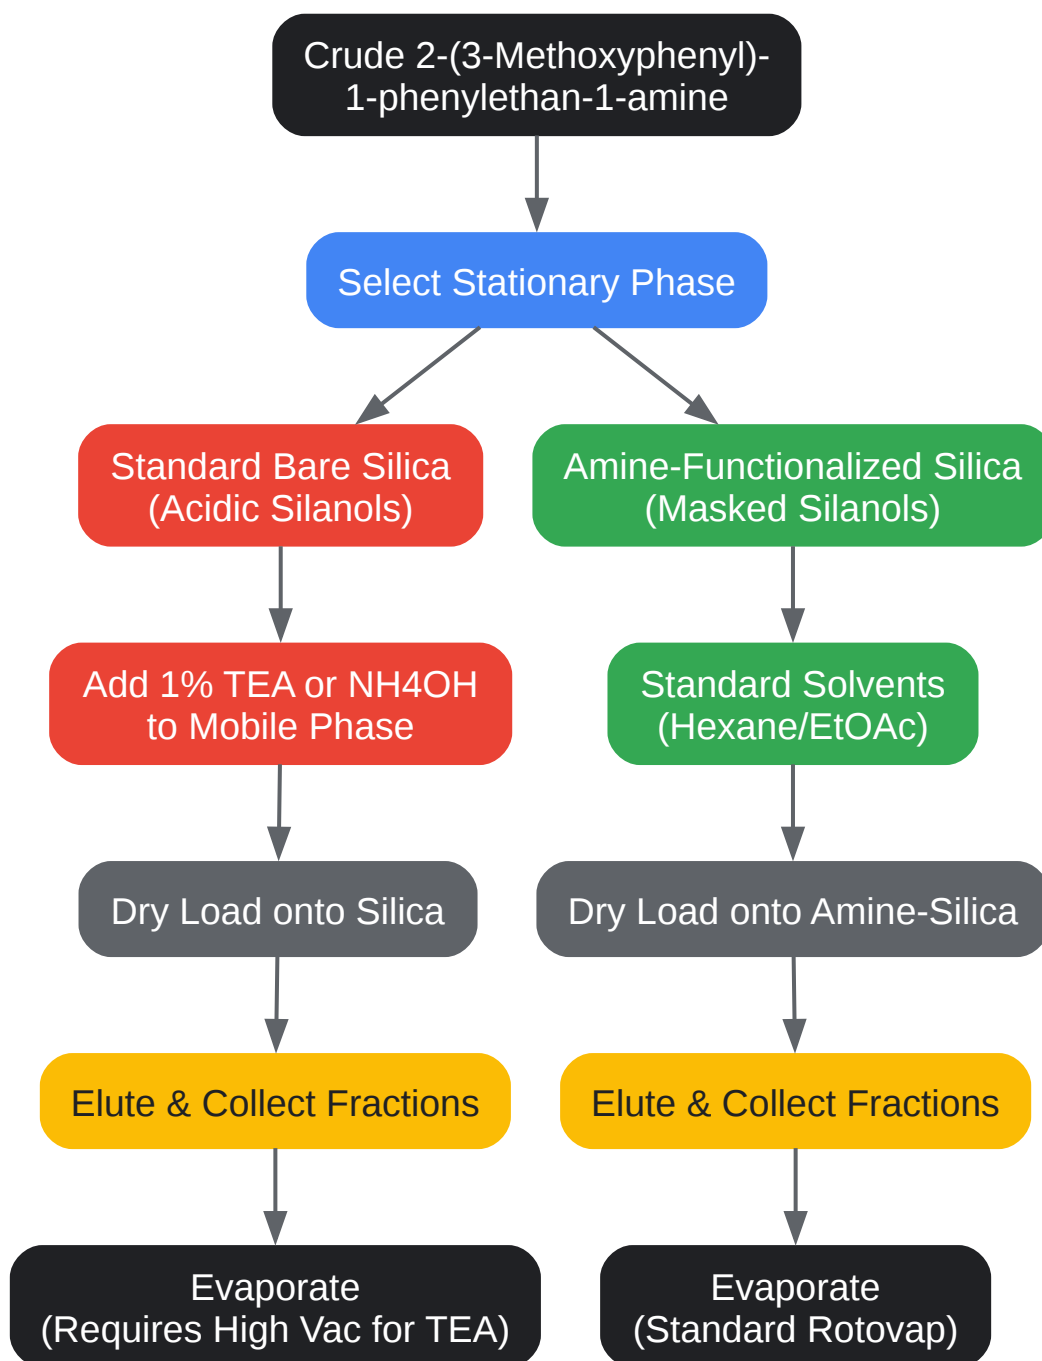 Crude 2-(3-Methoxyphenyl)-
1-phenylethan-1-amine
Select Stationary Phase
Standard Bare Silica
(Acidic Silanols)
Amine-Functionalized Silica
(Masked Silanols)
Add 1% TEA or NH4OH
to Mobile Phase
Standard Solvents
(Hexane/EtOAc)
Dry Load onto Silica
Dry Load onto Amine-Silica
Elute & Collect Fractions
Elute & Collect Fractions
Evaporate
(Requires High Vac for TEA)
Evaporate
(Standard Rotovap)